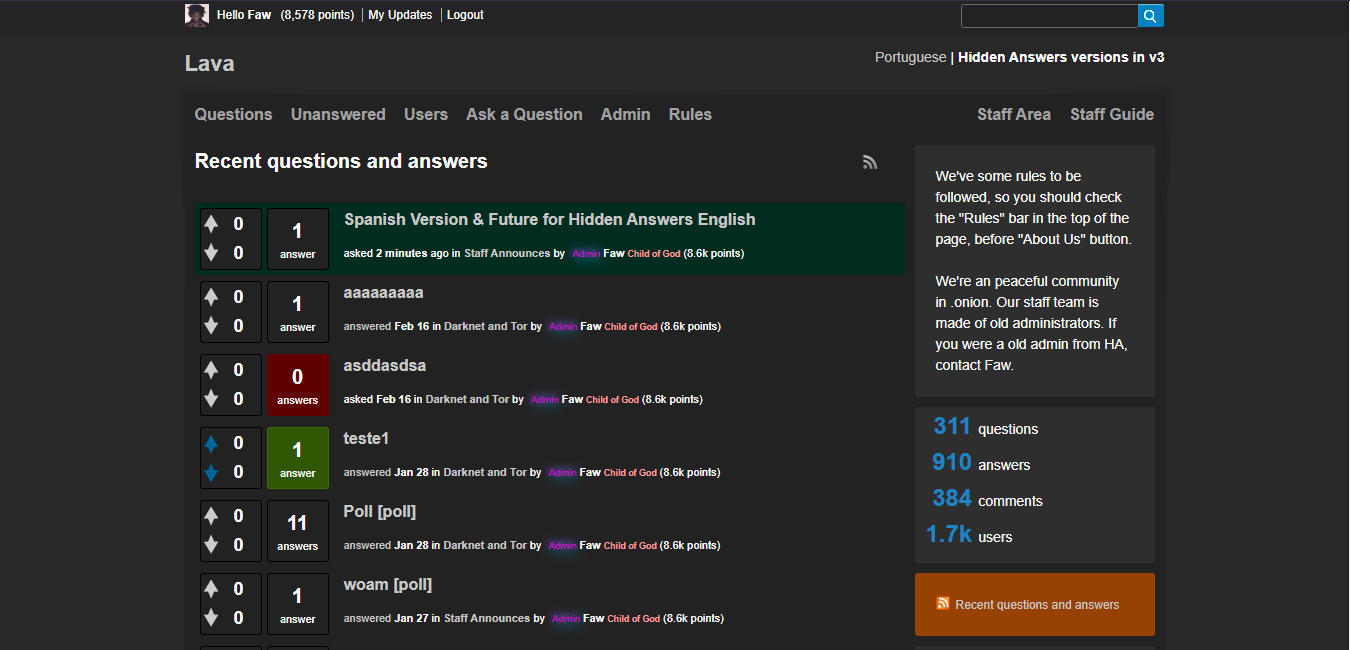 Hello Faw (8,578 points) | My Updates | Logout
Lava
Portuguese | Hidden Answers versions in v3
Questions Unanswered Users Ask a Question Admin Rules Staff Area Staff Guide
Recent questions and answers
0
0
1
answer
Spanish Version & Future for Hidden Answers English
asked 2 minutes ago in Staff Announces by Admin Faw Child of God (8.6k points)
0
0
1
answer
aaaaaaaaa
answered Feb 16 in Darknet and Tor by Admin Faw Child of God (8.6k points)
0
0
0
answers
asddasdsa
asked Feb 16 in Darknet and Tor by Admin Faw Child of God (8.6k points)
0
0
1
answer
teste1
answered Jan 28 in Darknet and Tor by Admin Faw Child of God (8.6k points)
0
0
11
answers
Poll [poll]
answered Jan 28 in Darknet and Tor by Admin Faw Child of God (8.6k points)
0
0
1
answer
woam [poll]
answered Jan 27 in Staff Announces by Admin Faw Child of God (8.6k points)
We've some rules to be
followed, so you should check
the "Rules" bar in the top of the
page, before "About Us" button.
We're an peaceful community
in .onion. Our staff team is
made of old administrators. If
you were a old admin from HA,
contact Faw.
311 questions
910 answers
384 comments
1.7k users
Recent questions and answers